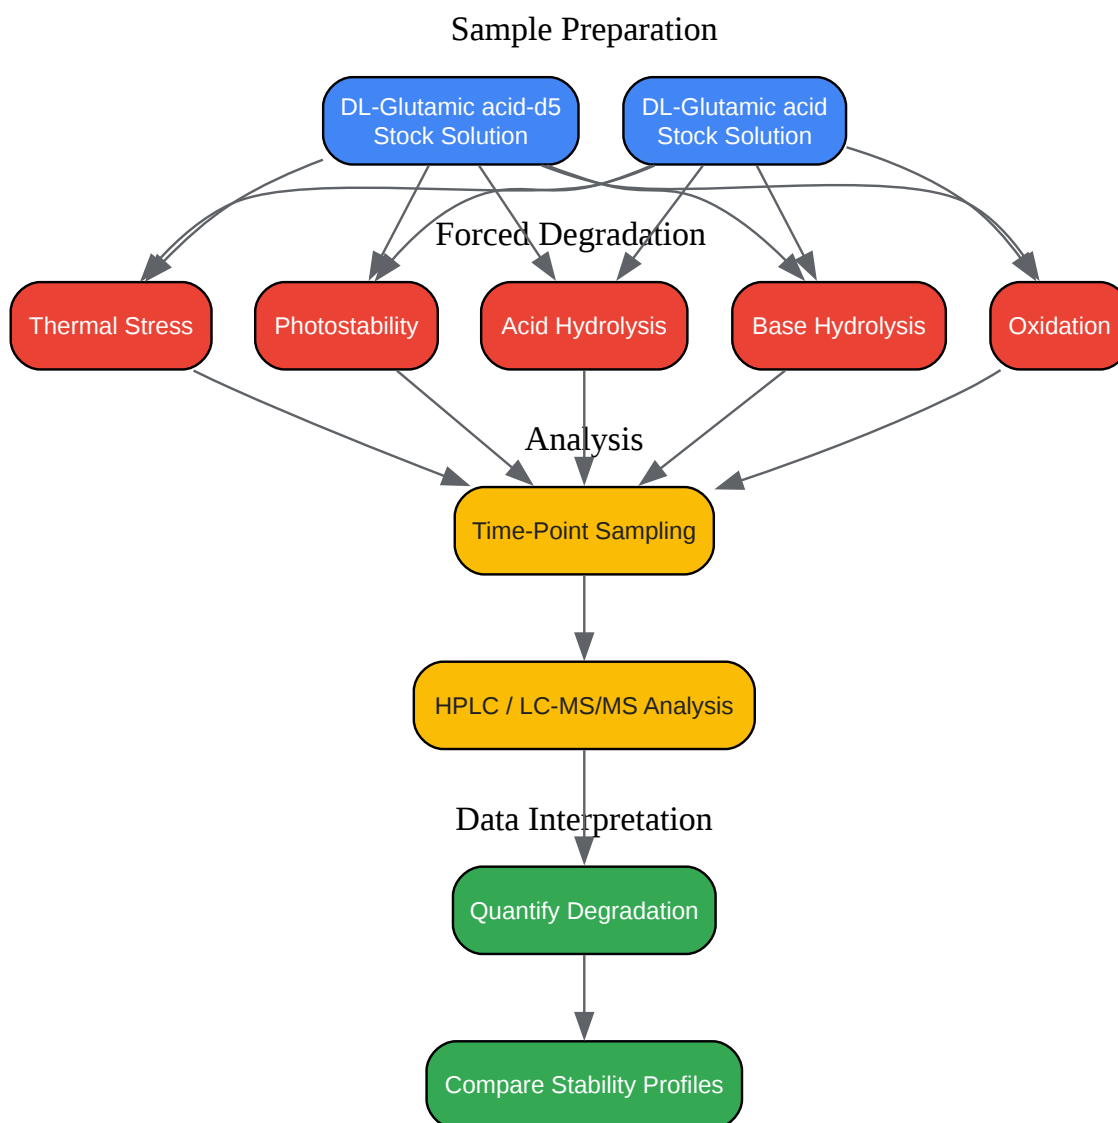 Sample Preparation
DL-Glutamic acid-d5
Stock Solution
DL-Glutamic acid
Stock Solution
Forced Degradation
Thermal Stress
Photostability
Acid Hydrolysis
Base Hydrolysis
Oxidation
Analysis
Time-Point Sampling
HPLC / LC-MS/MS Analysis
Data Interpretation
Quantify Degradation
Compare Stability Profiles